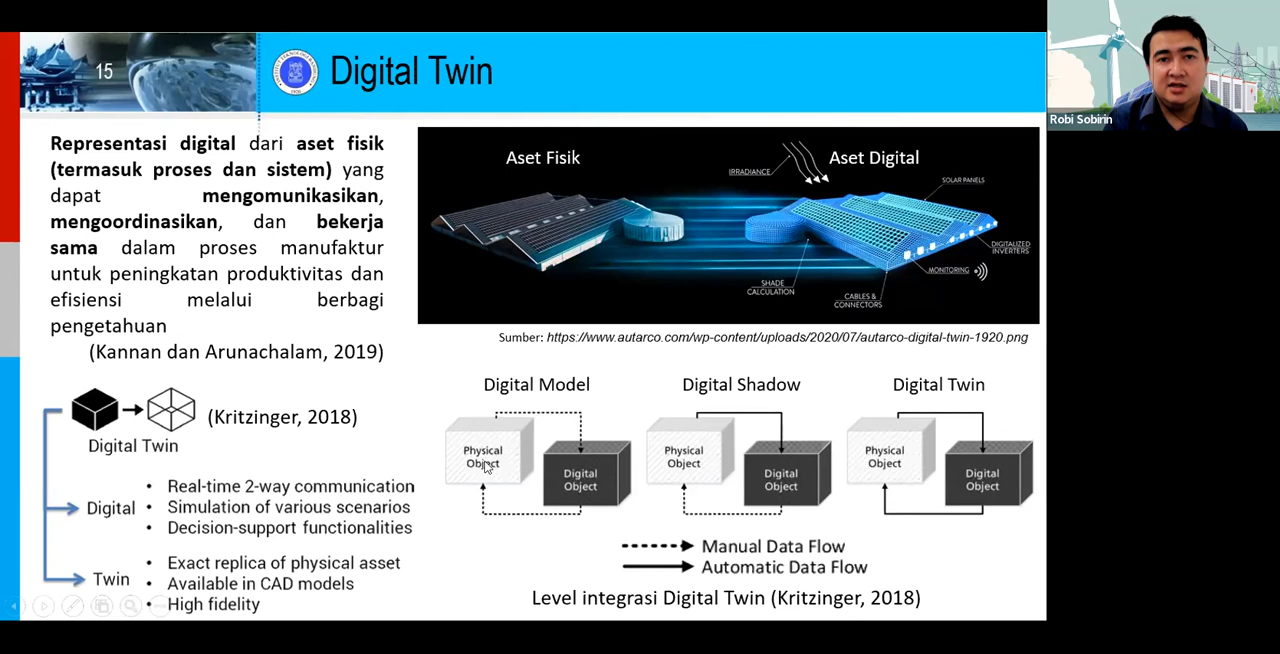 15
Digital Twin
Robi Sobirin
Representasi digital dari aset fisik
(termasuk proses dan sistem) yang
dapat mengomunikasikan,
mengoordinasikan, dan bekerja
sama dalam proses manufaktur
untuk peningkatan produktivitas dan
efisiensi melalui berbagi
pengetahuan
(Kannan dan Arunachalam, 2019)
Aset Fisik
Aset Digital
IRRADIANCE
SOLAR PANELS
DIGITALIZED
INVERTERS
MONITORING
SHADE
CALCULATION
CABLES &
CONNECTORS
Sumber: https://www.autarco.com/wp-content/uploads/2020/07/autarco-digital-twin-1920.png
(Kritzinger, 2018)
Digital Twin
Digital
• Real-time 2-way communication
• Simulation of various scenarios
• Decision-support functionalities
Twin
• Exact replica of physical asset
• Available in CAD models
• High fidelity
Digital Model
Physical
Object
Digital
Object
Digital Shadow
Physical
Object
Digital
Object
Digital Twin
Physical
Object
Digital
Object
Manual Data Flow
Automatic Data Flow
Level integrasi Digital Twin (Kritzinger, 2018)